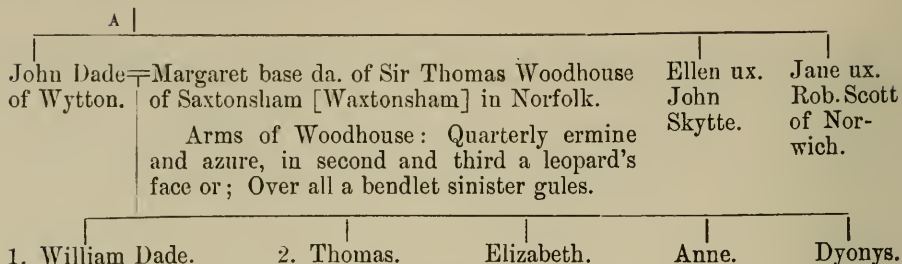 A
John Dade=Margaret base da. of Sir Thomas Woodhouse
of Wytton. of Saxtonsham [Waxtonsham] in Norfolk.
Arms of Woodhouse: Quarterly ermine
and azure, in second and third a leopard's
face or; Over all a bendlet sinister gules.
Ellen ux.
John
Skytte.
Jane ux.
Rob. Scott
of Nor-
wich.
1. William Dade. 2. Thomas. Elizabeth. Anne. Dyonys.